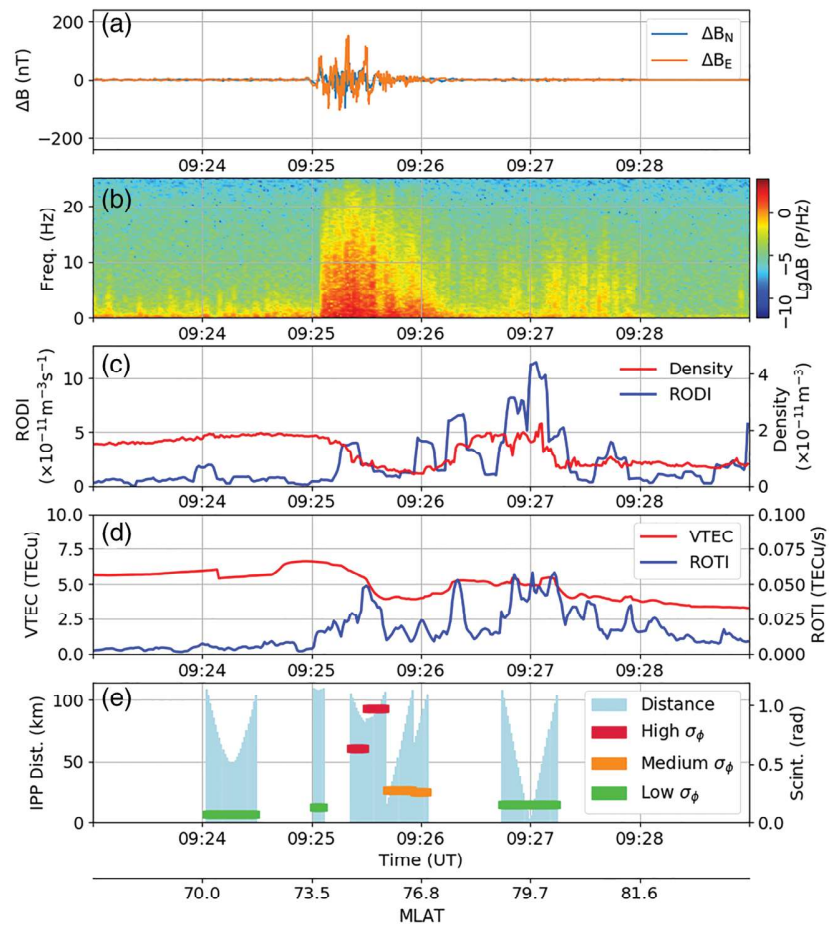 (a)
200
0
−200
ΔB (nT)
ΔB_N
ΔB_E
09:24 09:25 09:26 09:27 09:28
(b)
20
10
0
Freq. (Hz)
0
−5
−10
LgΔB (P/Hz)
09:24 09:25 09:26 09:27 09:28
(c)
10
5
0
RODI
(×10⁻¹¹m⁻³s⁻¹)
Density
RODI
4
2
0
Density
(×10⁻¹¹m⁻³)
09:24 09:25 09:26 09:27 09:28
(d)
10.0
7.5
5.0
2.5
0.0
VTEC (TECu)
VTEC
ROTI
0.100
0.075
0.050
0.025
0.000
ROTI (TECu/s)
09:24 09:25 09:26 09:27 09:28
(e)
100
50
0
IPP Dist. (km)
Distance
High σ_ϕ
Medium σ_ϕ
Low σ_ϕ
1.0
0.5
0.0
Scint. (rad)
09:24 09:25 09:26 09:27 09:28
Time (UT)
70.0 73.5 76.8 79.7 81.6
MLAT